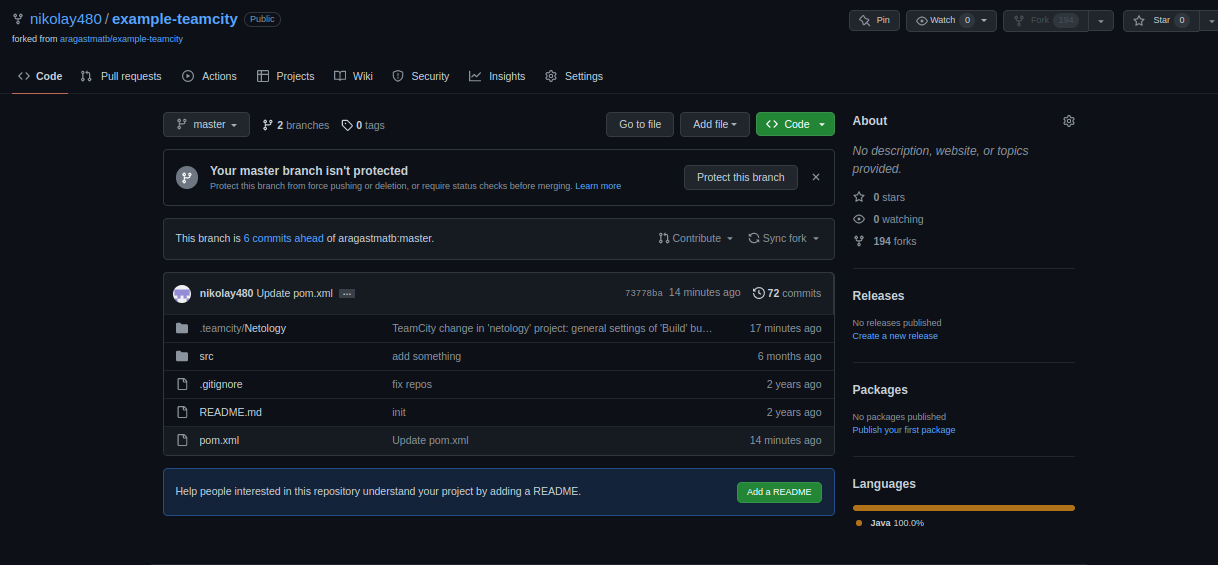 nikolay480 / example-teamcity Public
Pin Watch 0 Fork 194 Star 0
forked from aragastmatb/example-teamcity
Code Pull requests Actions Projects Wiki Security Insights Settings
master 2 branches 0 tags Go to file Add file Code
Your master branch isn't protected
Protect this branch from force pushing or deletion, or require status checks before merging. Learn more
Protect this branch
This branch is 6 commits ahead of aragastmatb:master.
Contribute Sync fork
nikolay480 Update pom.xml ... 73778ba 14 minutes ago 72 commits
.teamcity/Netology TeamCity change in 'netology' project: general settings of 'Build' bu… 17 minutes ago
src add something 6 months ago
.gitignore fix repos 2 years ago
README.md init 2 years ago
pom.xml Update pom.xml 14 minutes ago
Help people interested in this repository understand your project by adding a README.
Add a README
About
No description, website, or topics
provided.
0 stars
0 watching
194 forks
Releases
No releases published
Create a new release
Packages
No packages published
Publish your first package
Languages
Java 100.0%